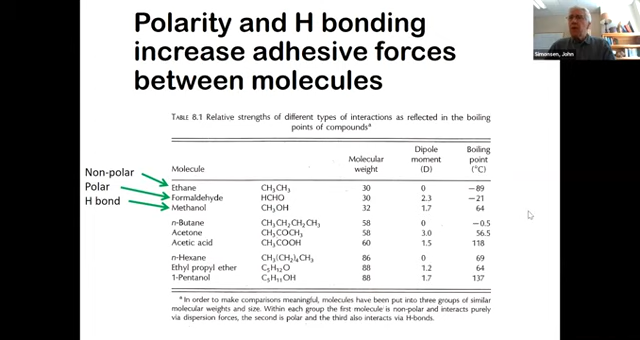 Polarity and H bonding
increase adhesive forces
between molecules
Simonsen, John
TABLE 8.1 Relative strengths of different types of interactions as reflected in the boiling
points of compoundsᵃ
Molecule Molecular weight Dipole moment (D) Boiling point (°C)
Non-polar
Polar
H bond
Ethane CH₃CH₃ 30 0 −89
Formaldehyde HCHO 30 2.3 −21
Methanol CH₃OH 32 1.7 64
n-Butane CH₃CH₂CH₂CH₃ 58 0 −0.5
Acetone CH₃COCH₃ 58 3.0 56.5
Acetic acid CH₃COOH 60 1.5 118
n-Hexane CH₃(CH₂)₄CH₃ 86 0 69
Ethyl propyl ether C₅H₁₂O 88 1.2 64
1-Pentanol C₅H₁₁OH 88 1.7 137
ᵃ In order to make comparisons meaningful, molecules have been put into three groups of similar
molecular weights and size. Within each group the first molecule is non-polar and interacts purely
via dispersion forces, the second is polar and the third also interacts via H-bonds.